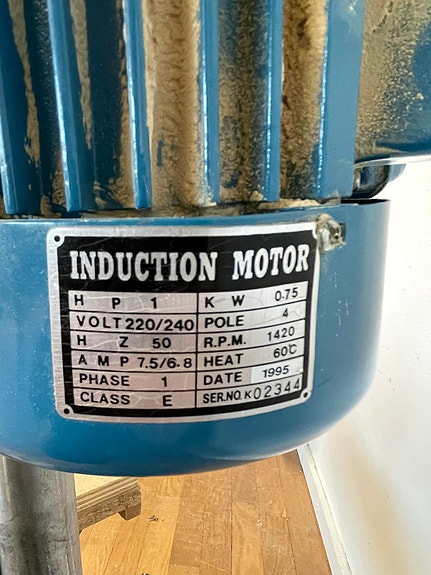 INDUCTION MOTOR
H P 1 K W 0.75
VOLT 220/240 POLE 4
H Z 50 R.P.M. 1420
A M P 7.5/6.8 HEAT 60°C
PHASE 1 DATE 1995
CLASS E SER.NO. K02344